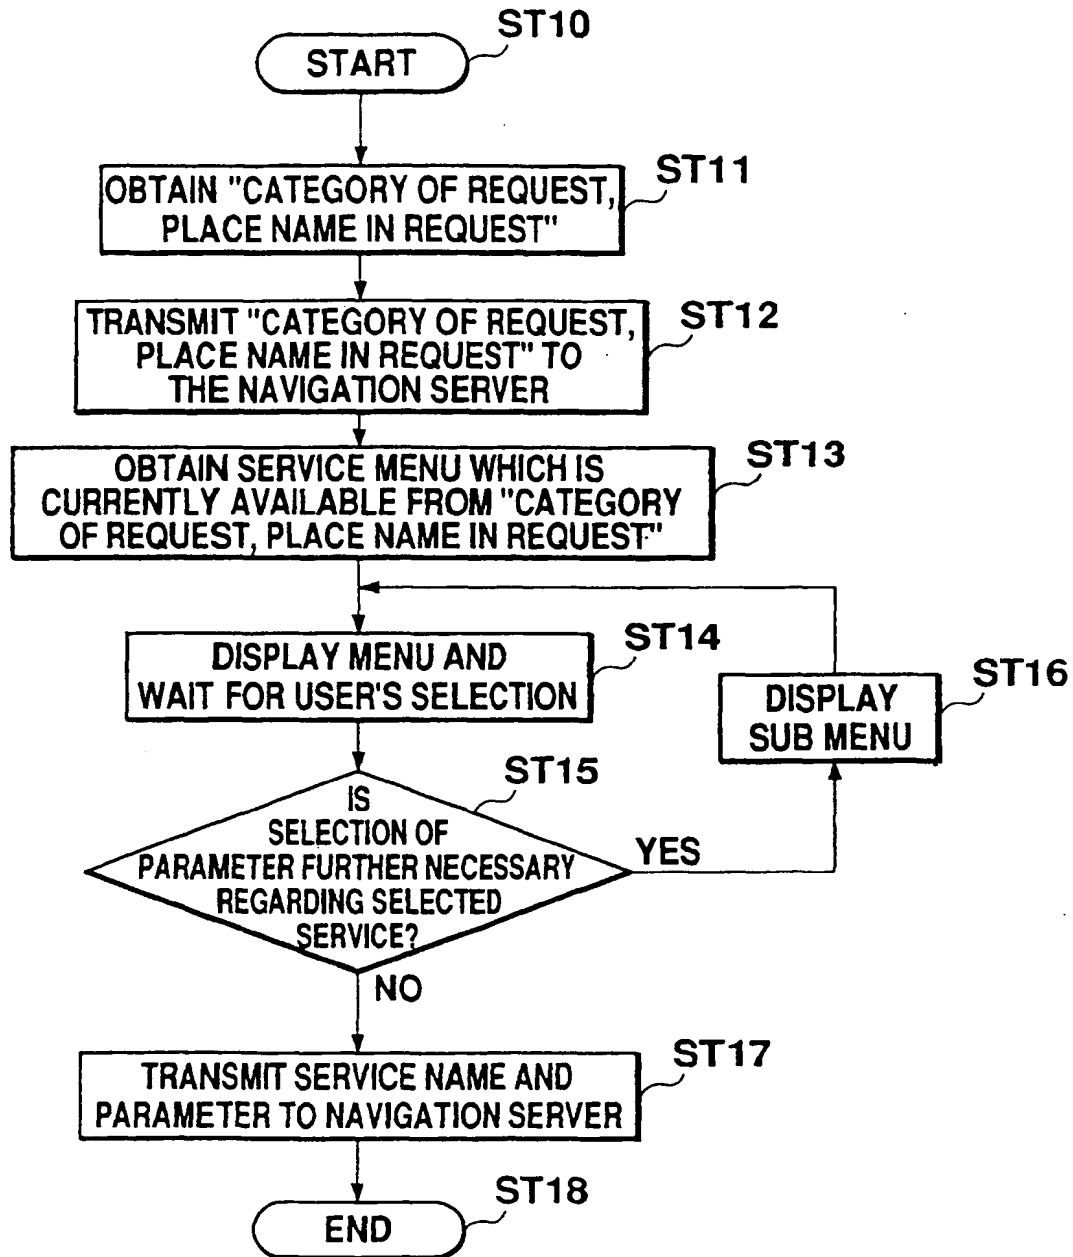 ST10
START
ST11
OBTAIN "CATEGORY OF REQUEST,
PLACE NAME IN REQUEST"
ST12
TRANSMIT "CATEGORY OF REQUEST,
PLACE NAME IN REQUEST" TO
THE NAVIGATION SERVER
ST13
OBTAIN SERVICE MENU WHICH IS
CURRENTLY AVAILABLE FROM "CATEGORY
OF REQUEST, PLACE NAME IN REQUEST"
ST14
DISPLAY MENU AND
WAIT FOR USER'S SELECTION
ST16
DISPLAY
SUB MENU
ST15
IS
SELECTION OF
PARAMETER FURTHER NECESSARY
REGARDING SELECTED
SERVICE?
YES
NO
ST17
TRANSMIT SERVICE NAME AND
PARAMETER TO NAVIGATION SERVER
ST18
END